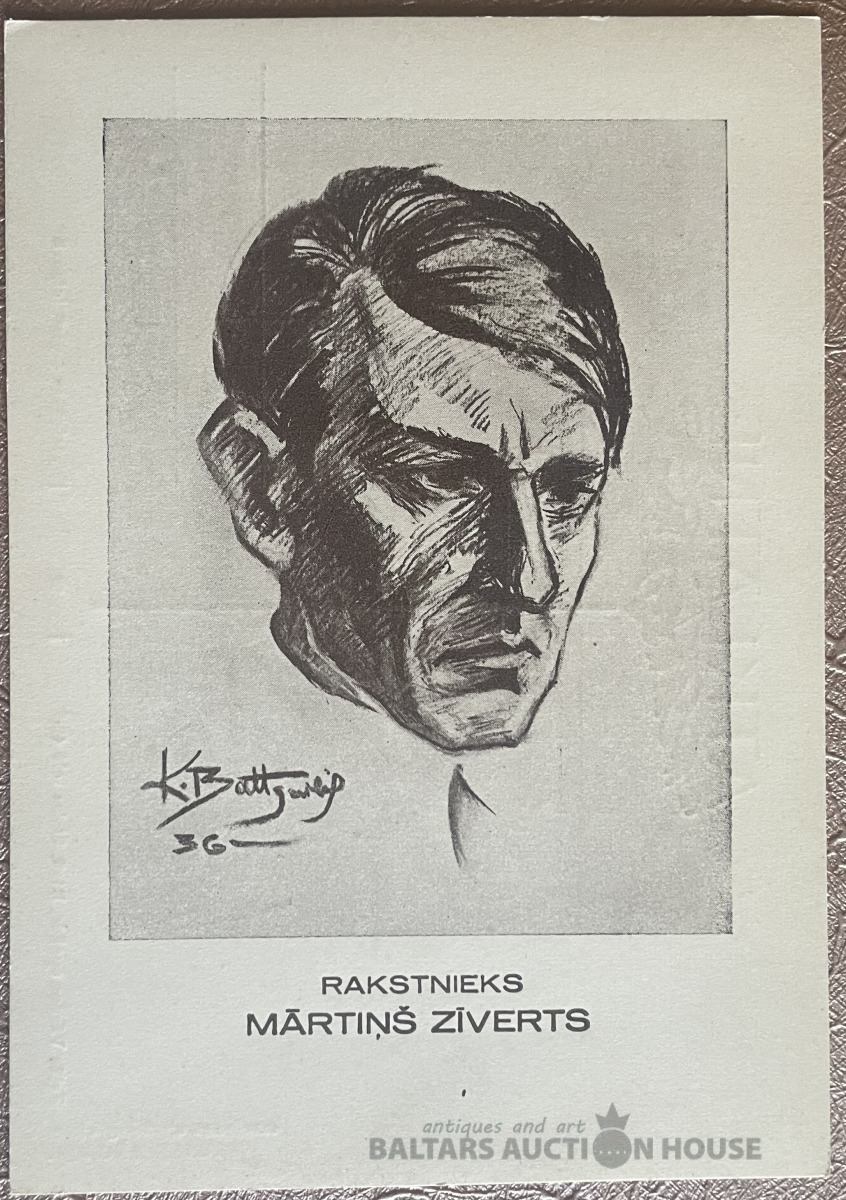 K. Baltgailis
36
RAKSTNIEKS
MĀRTIŅŠ ZĪVERTS
antiques and art
BALTARS AUCTION HOUSE